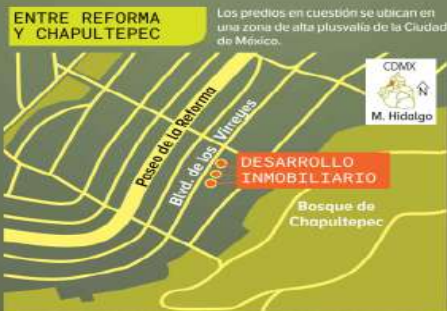 ENTRE REFORMA
Y CHAPULTEPEC
Los predios en cuestión se ubican en
una zona de alta plusvalía de la Ciudad
de México.
CDMX
N
M. Hidalgo
Paseo de la Reforma
Blvd. de los Virreyes
DESARROLLO
INMOBILIARIO
Bosque de
Chapultepec